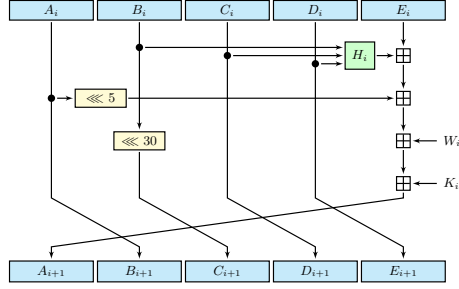 A_i B_i C_i D_i E_i
H_i
⋘ 5
⋘ 30
W_i
K_i
A_{i+1} B_{i+1} C_{i+1} D_{i+1} E_{i+1}